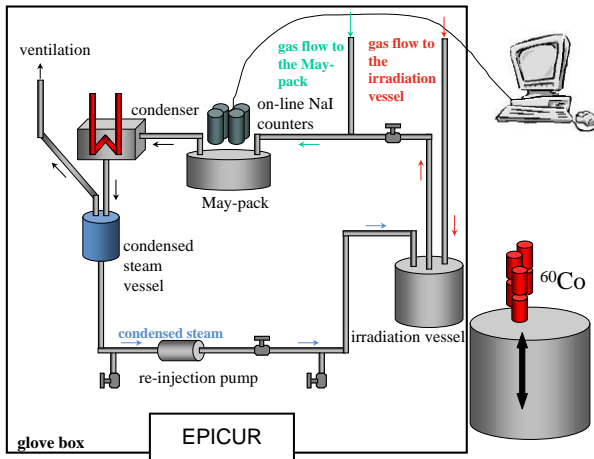 ventilation
condenser
on-line NaI
counters
gas flow to
the May-
pack
gas flow to
the
irradiation
vessel
May-pack
condensed
steam
vessel
condensed steam
re-injection pump
irradiation vessel
60Co
glove box
EPICUR